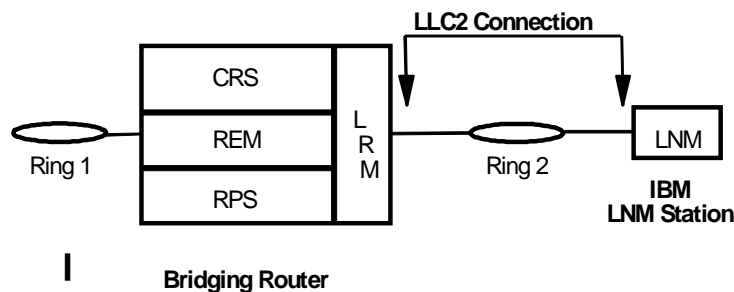 LLC2 Connection
CRS
REM
RPS
L
R
M
Ring 1
Ring 2
LNM
IBM
LNM Station
Bridging Router